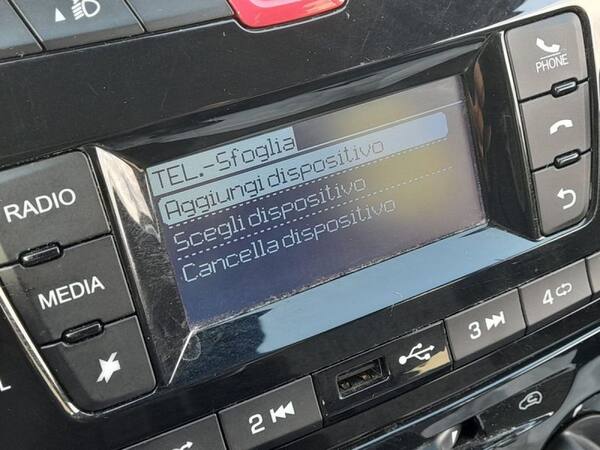 PHONE
TEL.-Sfoglia
Aggiungi dispositivo
Scegli dispositivo
Cancella dispositivo
RADIO
MEDIA
2
3
4